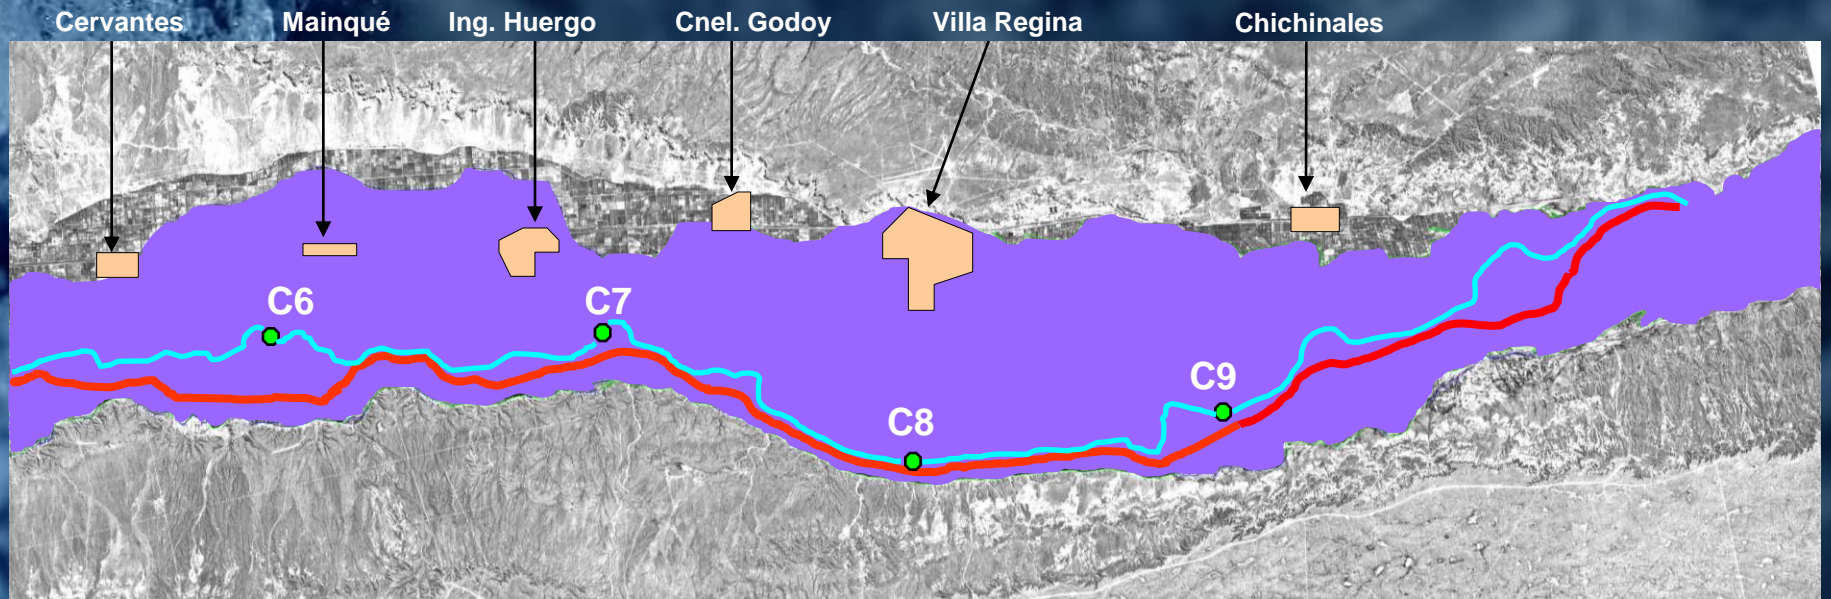 Cervantes
Mainqué
Ing. Huergo
Cnel. Godoy
Villa Regina
Chichinales
C6
C7
C8
C9